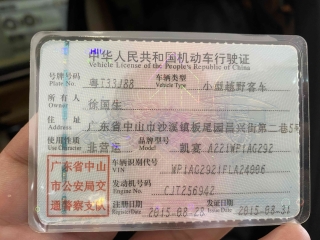 中华人民共和国机动车行驶证
Vehicle License of the People's Republic of China
号牌号码 粤T33J88 车辆类型 小型越野客车
Plate No. Vehicle Type
所有人 徐国生
Owner
住址 广东省中山市沙溪镇板尾园昌兴街第二巷5号
Address
使用性质 非营运 品牌型号 凯宴 AZ21WP1AG292
Model
广东省中山市公安局交通警察支队
车辆识别代号 WP1AG2921FLA24006
VIN
发动机号码 CJT256942
Engine No.
注册日期 2015-08-28 发证日期 2015-08-31
Register Date Issue Date